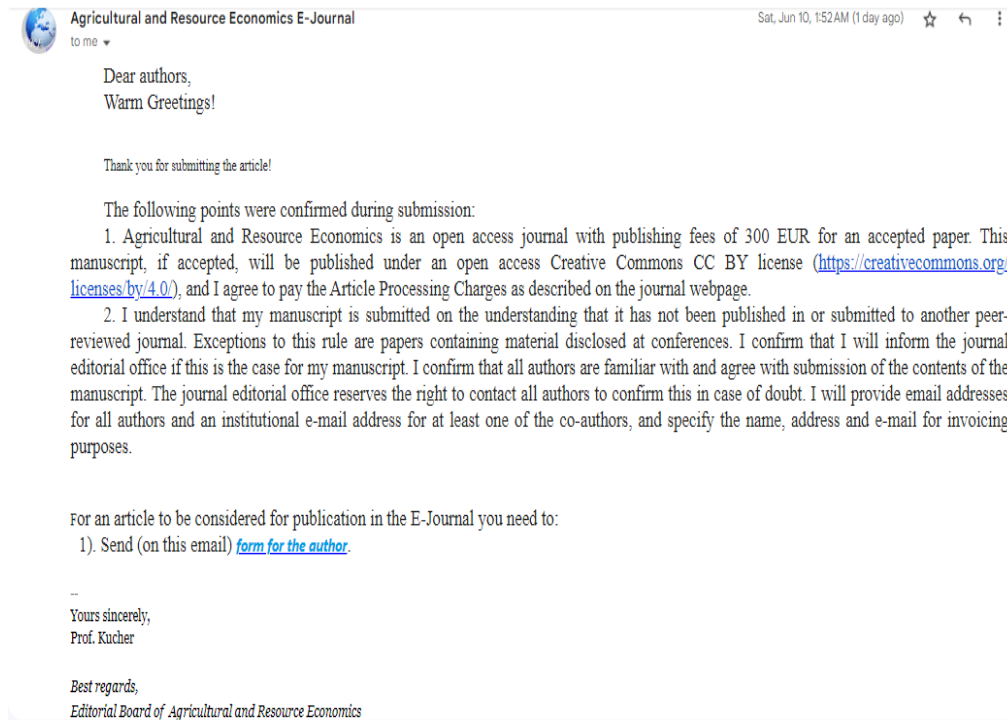 Agricultural and Resource Economics E-Journal
Sat, Jun 10, 1:52 AM (1 day ago)
to me
Dear authors,
Warm Greetings!
Thank you for submitting the article!
The following points were confirmed during submission:
1. Agricultural and Resource Economics is an open access journal with publishing fees of 300 EUR for an accepted paper. This
manuscript, if accepted, will be published under an open access Creative Commons CC BY license (https://creativecommons.org/
licenses/by/4.0/), and I agree to pay the Article Processing Charges as described on the journal webpage.
2. I understand that my manuscript is submitted on the understanding that it has not been published in or submitted to another peer-
reviewed journal. Exceptions to this rule are papers containing material disclosed at conferences. I confirm that I will inform the journal
editorial office if this is the case for my manuscript. I confirm that all authors are familiar with and agree with submission of the contents of the
manuscript. The journal editorial office reserves the right to contact all authors to confirm this in case of doubt. I will provide email addresses
for all authors and an institutional e-mail address for at least one of the co-authors, and specify the name, address and e-mail for invoicing
purposes.
For an article to be considered for publication in the E-Journal you need to:
1). Send (on this email) form for the author.
--
Yours sincerely,
Prof. Kucher
Best regards,
Editorial Board of Agricultural and Resource Economics